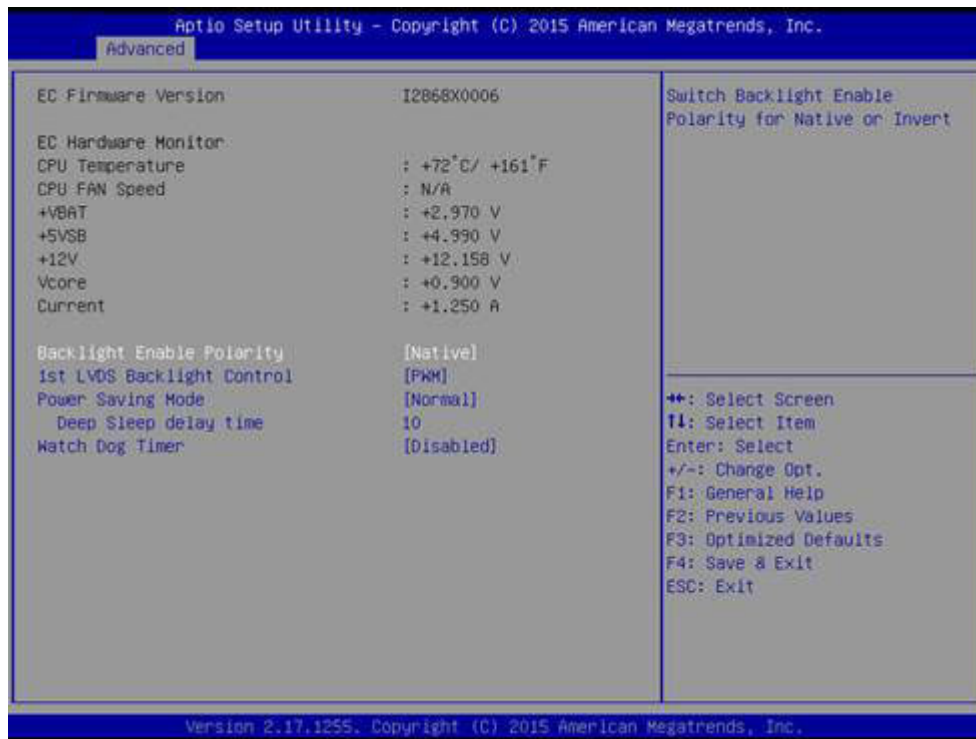 Aptio Setup Utility – Copyright (C) 2015 American Megatrends, Inc.
Advanced
EC Firmware Version I2868X0006
EC Hardware Monitor
CPU Temperature : +72°C/ +161°F
CPU FAN Speed : N/A
+VBAT : +2.970 V
+5VSB : +4.990 V
+12V : +12.158 V
Vcore : +0.900 V
Current : +1.250 A
Backlight Enable Polarity [Native]
1st LVDS Backlight Control [PWM]
Power Saving Mode [Normal]
Deep Sleep delay time 10
Watch Dog Timer [Disabled]
Switch Backlight Enable
Polarity for Native or Invert
→←: Select Screen
↑↓: Select Item
Enter: Select
+/-: Change Opt.
F1: General Help
F2: Previous Values
F3: Optimized Defaults
F4: Save & Exit
ESC: Exit
Version 2.17.1255. Copyright (C) 2015 American Megatrends, Inc.